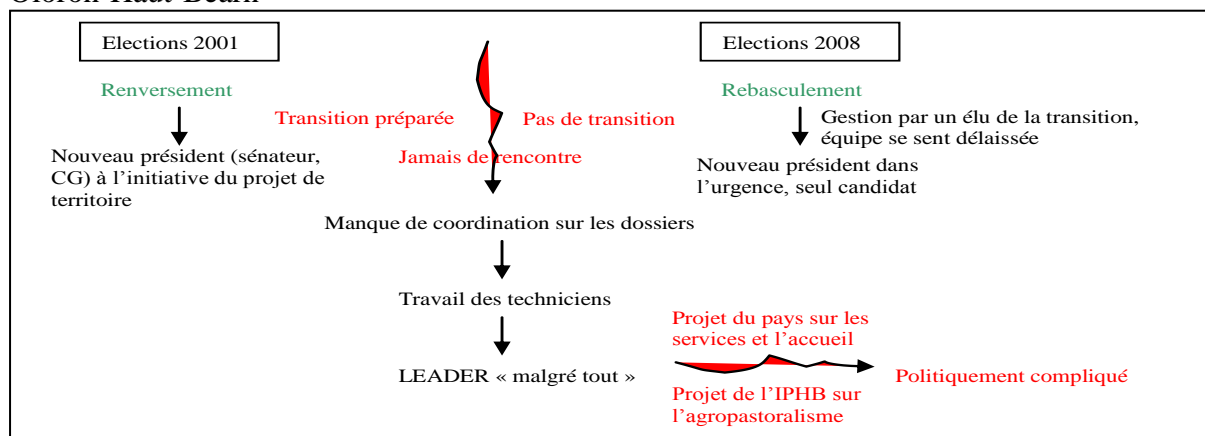 Oloron Haut Béarn
Elections 2001
Elections 2008
Renversement
Rebasculement
Transition préparée
Pas de transition
Gestion par un élu de la transition,
équipe se sent délaissée
Nouveau président (sénateur,
CG) à l’initiative du projet de
territoire
Jamais de rencontre
Nouveau président dans
l’urgence, seul candidat
Manque de coordination sur les dossiers
Travail des techniciens
Projet du pays sur les
services et l’accueil
LEADER « malgré tout »
Politiquement compliqué
Projet de l’IPHB sur
l’agropastoralisme